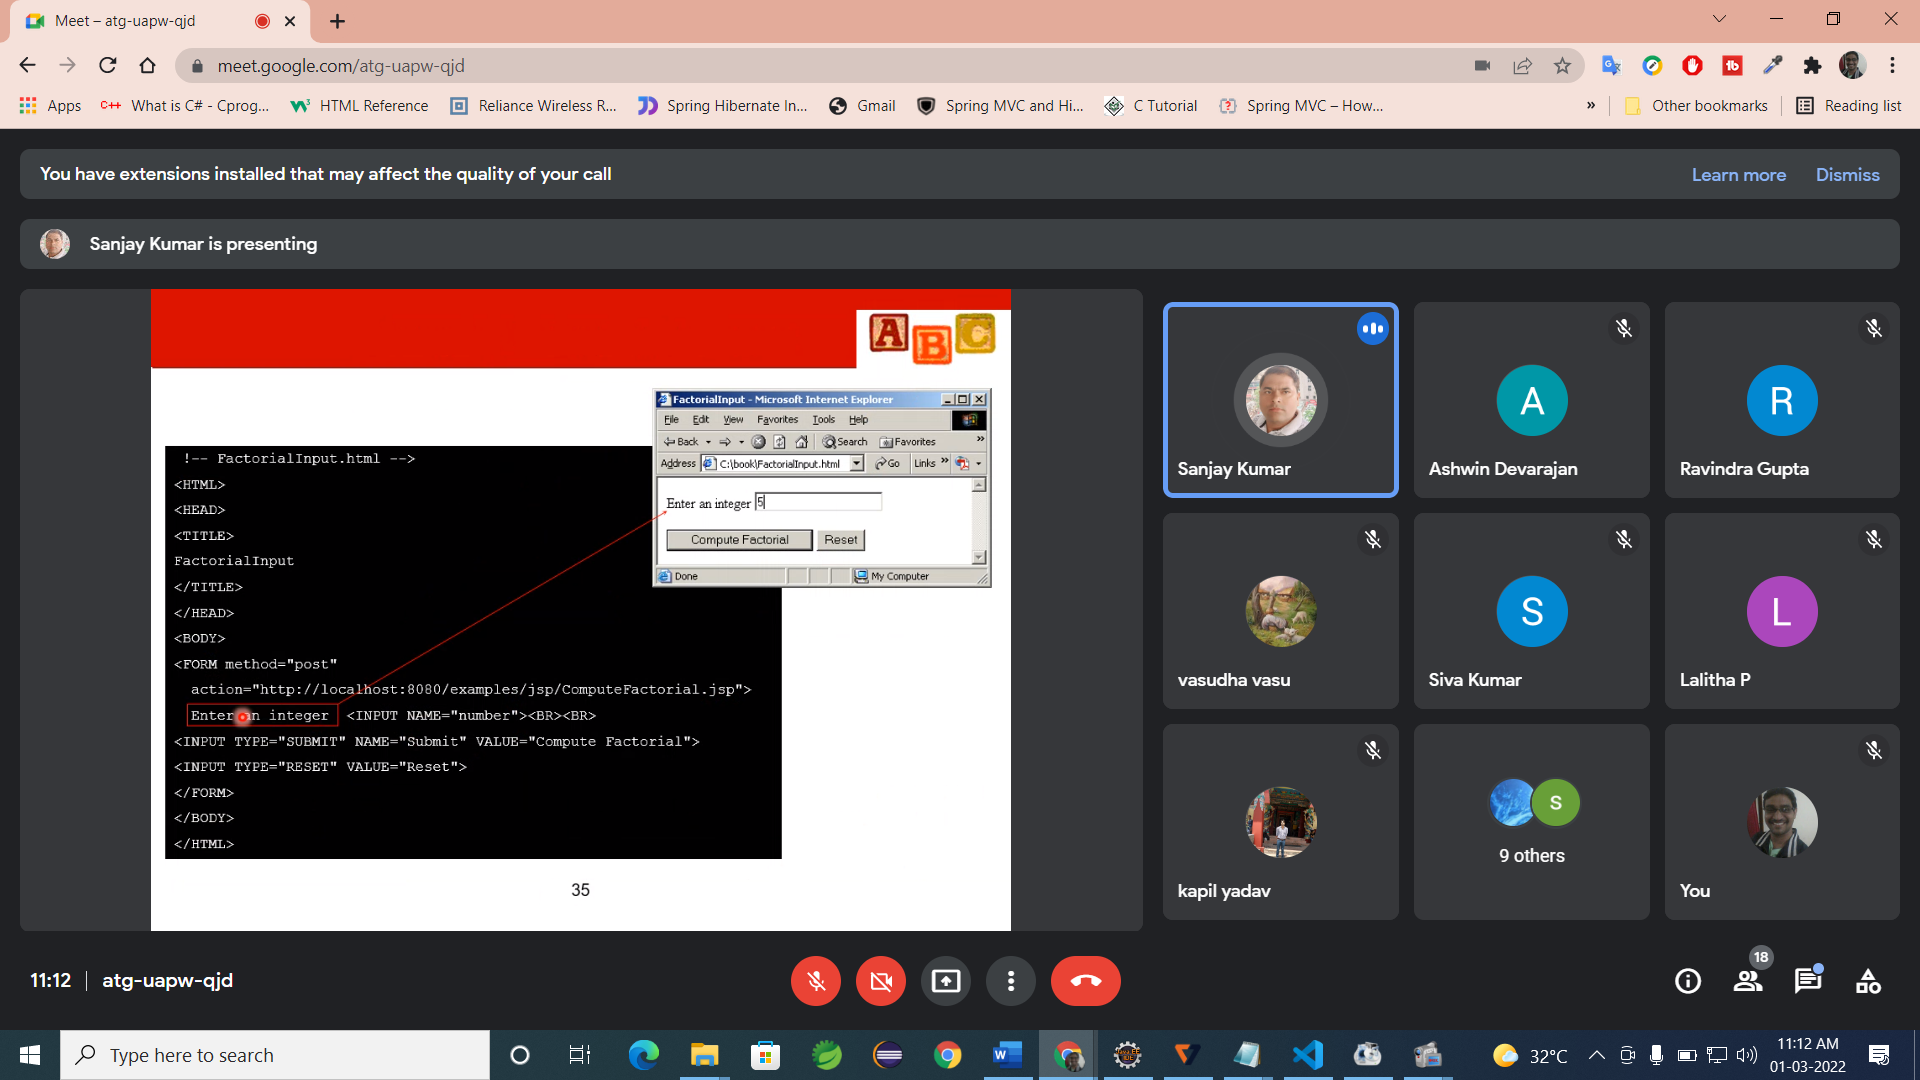 Meet – atg-uapw-qjd
meet.google.com/atg-uapw-qjd
Apps
C++ What is C# - Cprog...
W3 HTML Reference
Reliance Wireless R...
Spring Hibernate In...
Gmail
Spring MVC and Hi...
C Tutorial
Spring MVC – How...
»
Other bookmarks
Reading list
You have extensions installed that may affect the quality of your call
Learn more
Dismiss
Sanjay Kumar is presenting
A B C
FactorialInput - Microsoft Internet Explorer
File Edit View Favorites Tools Help
Back Search Favorites »
Address C:\book\FactorialInput.html Go Links »
Enter an integer 5
Compute Factorial Reset
Done My Computer
!-- FactorialInput.html -->
<HTML>
<HEAD>
<TITLE>
FactorialInput
</TITLE>
</HEAD>
<BODY>
<FORM method="post"
action="http://localhost:8080/examples/jsp/ComputeFactorial.jsp">
Enter an integer <INPUT NAME="number"><BR><BR>
<INPUT TYPE="SUBMIT" NAME="Submit" VALUE="Compute Factorial">
<INPUT TYPE="RESET" VALUE="Reset">
</FORM>
</BODY>
</HTML>
35
Sanjay Kumar
A
Ashwin Devarajan
R
Ravindra Gupta
vasudha vasu
S
Siva Kumar
L
Lalitha P
kapil yadav
S
9 others
You
11:12 | atg-uapw-qjd
18
Type here to search
32°C
11:12 AM
01-03-2022